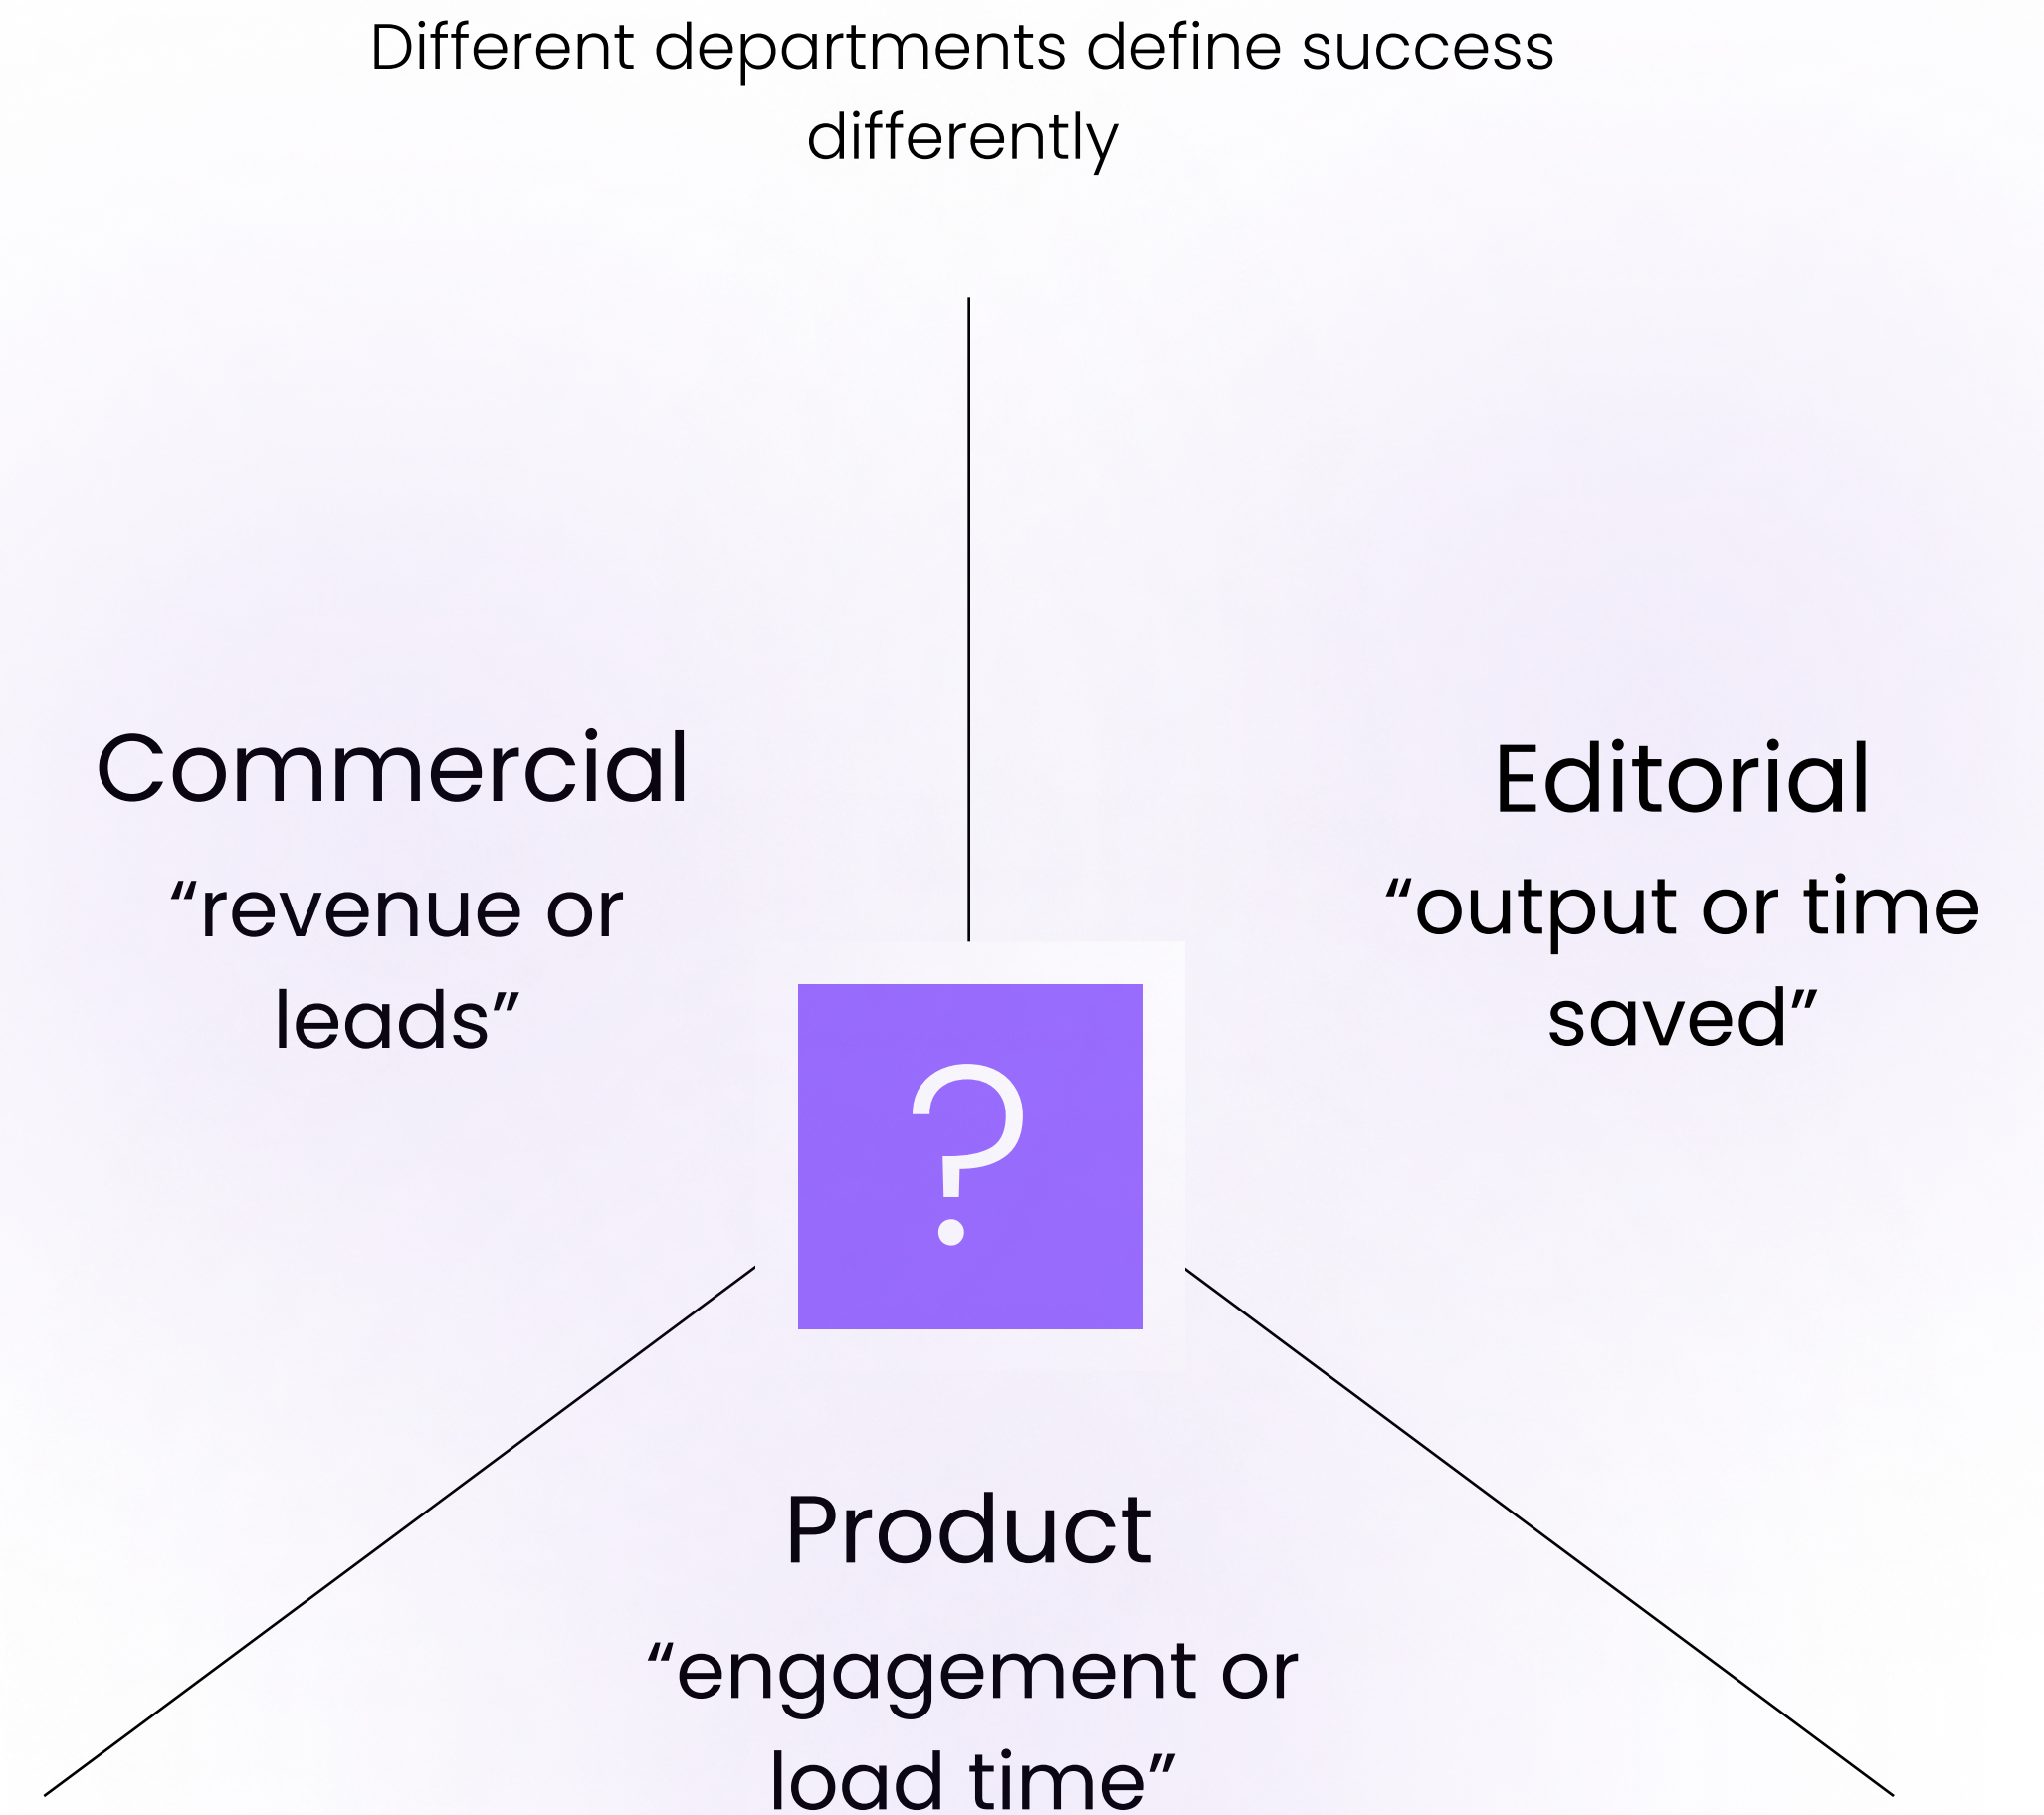 Different departments define success
differently
Commercial
“revenue or
leads”
Editorial
“output or time
saved”
?
Product
“engagement or
load time”